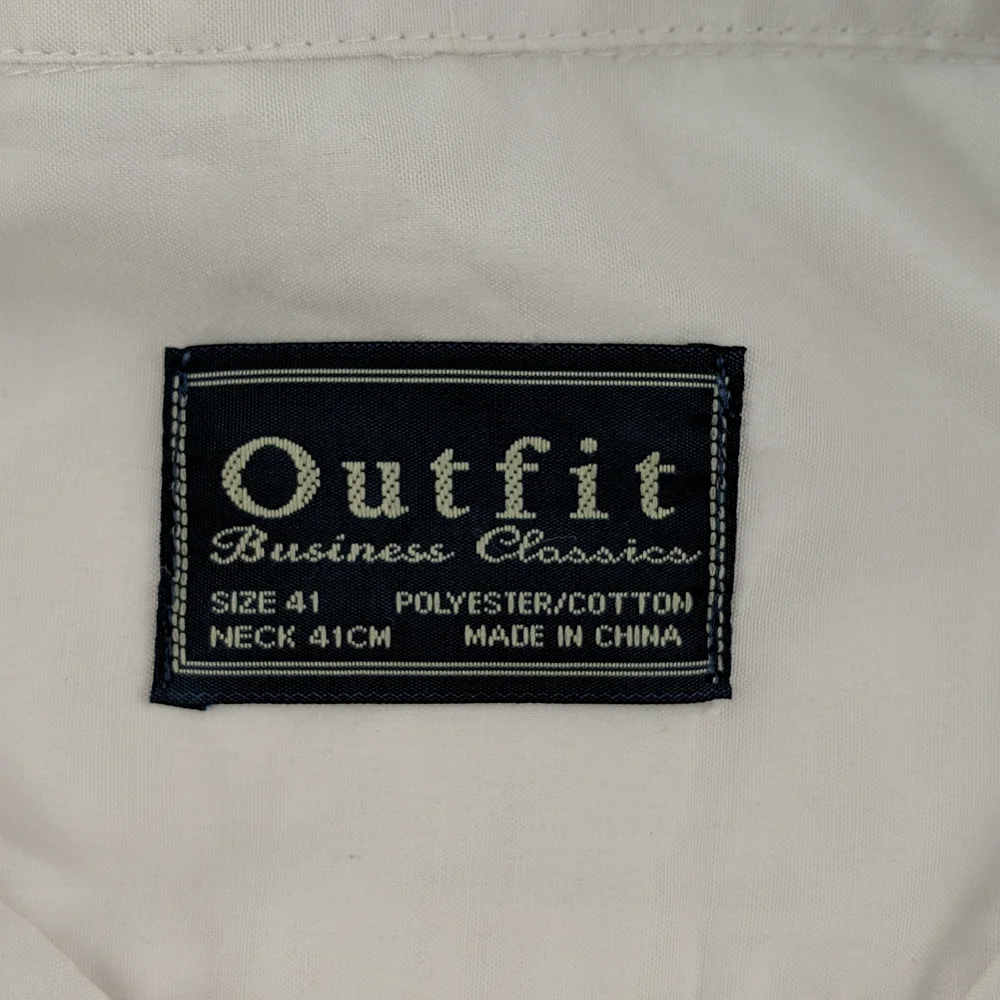 Outfit
Business Classics
SIZE 41 POLYESTER/COTTON
NECK 41CM MADE IN CHINA